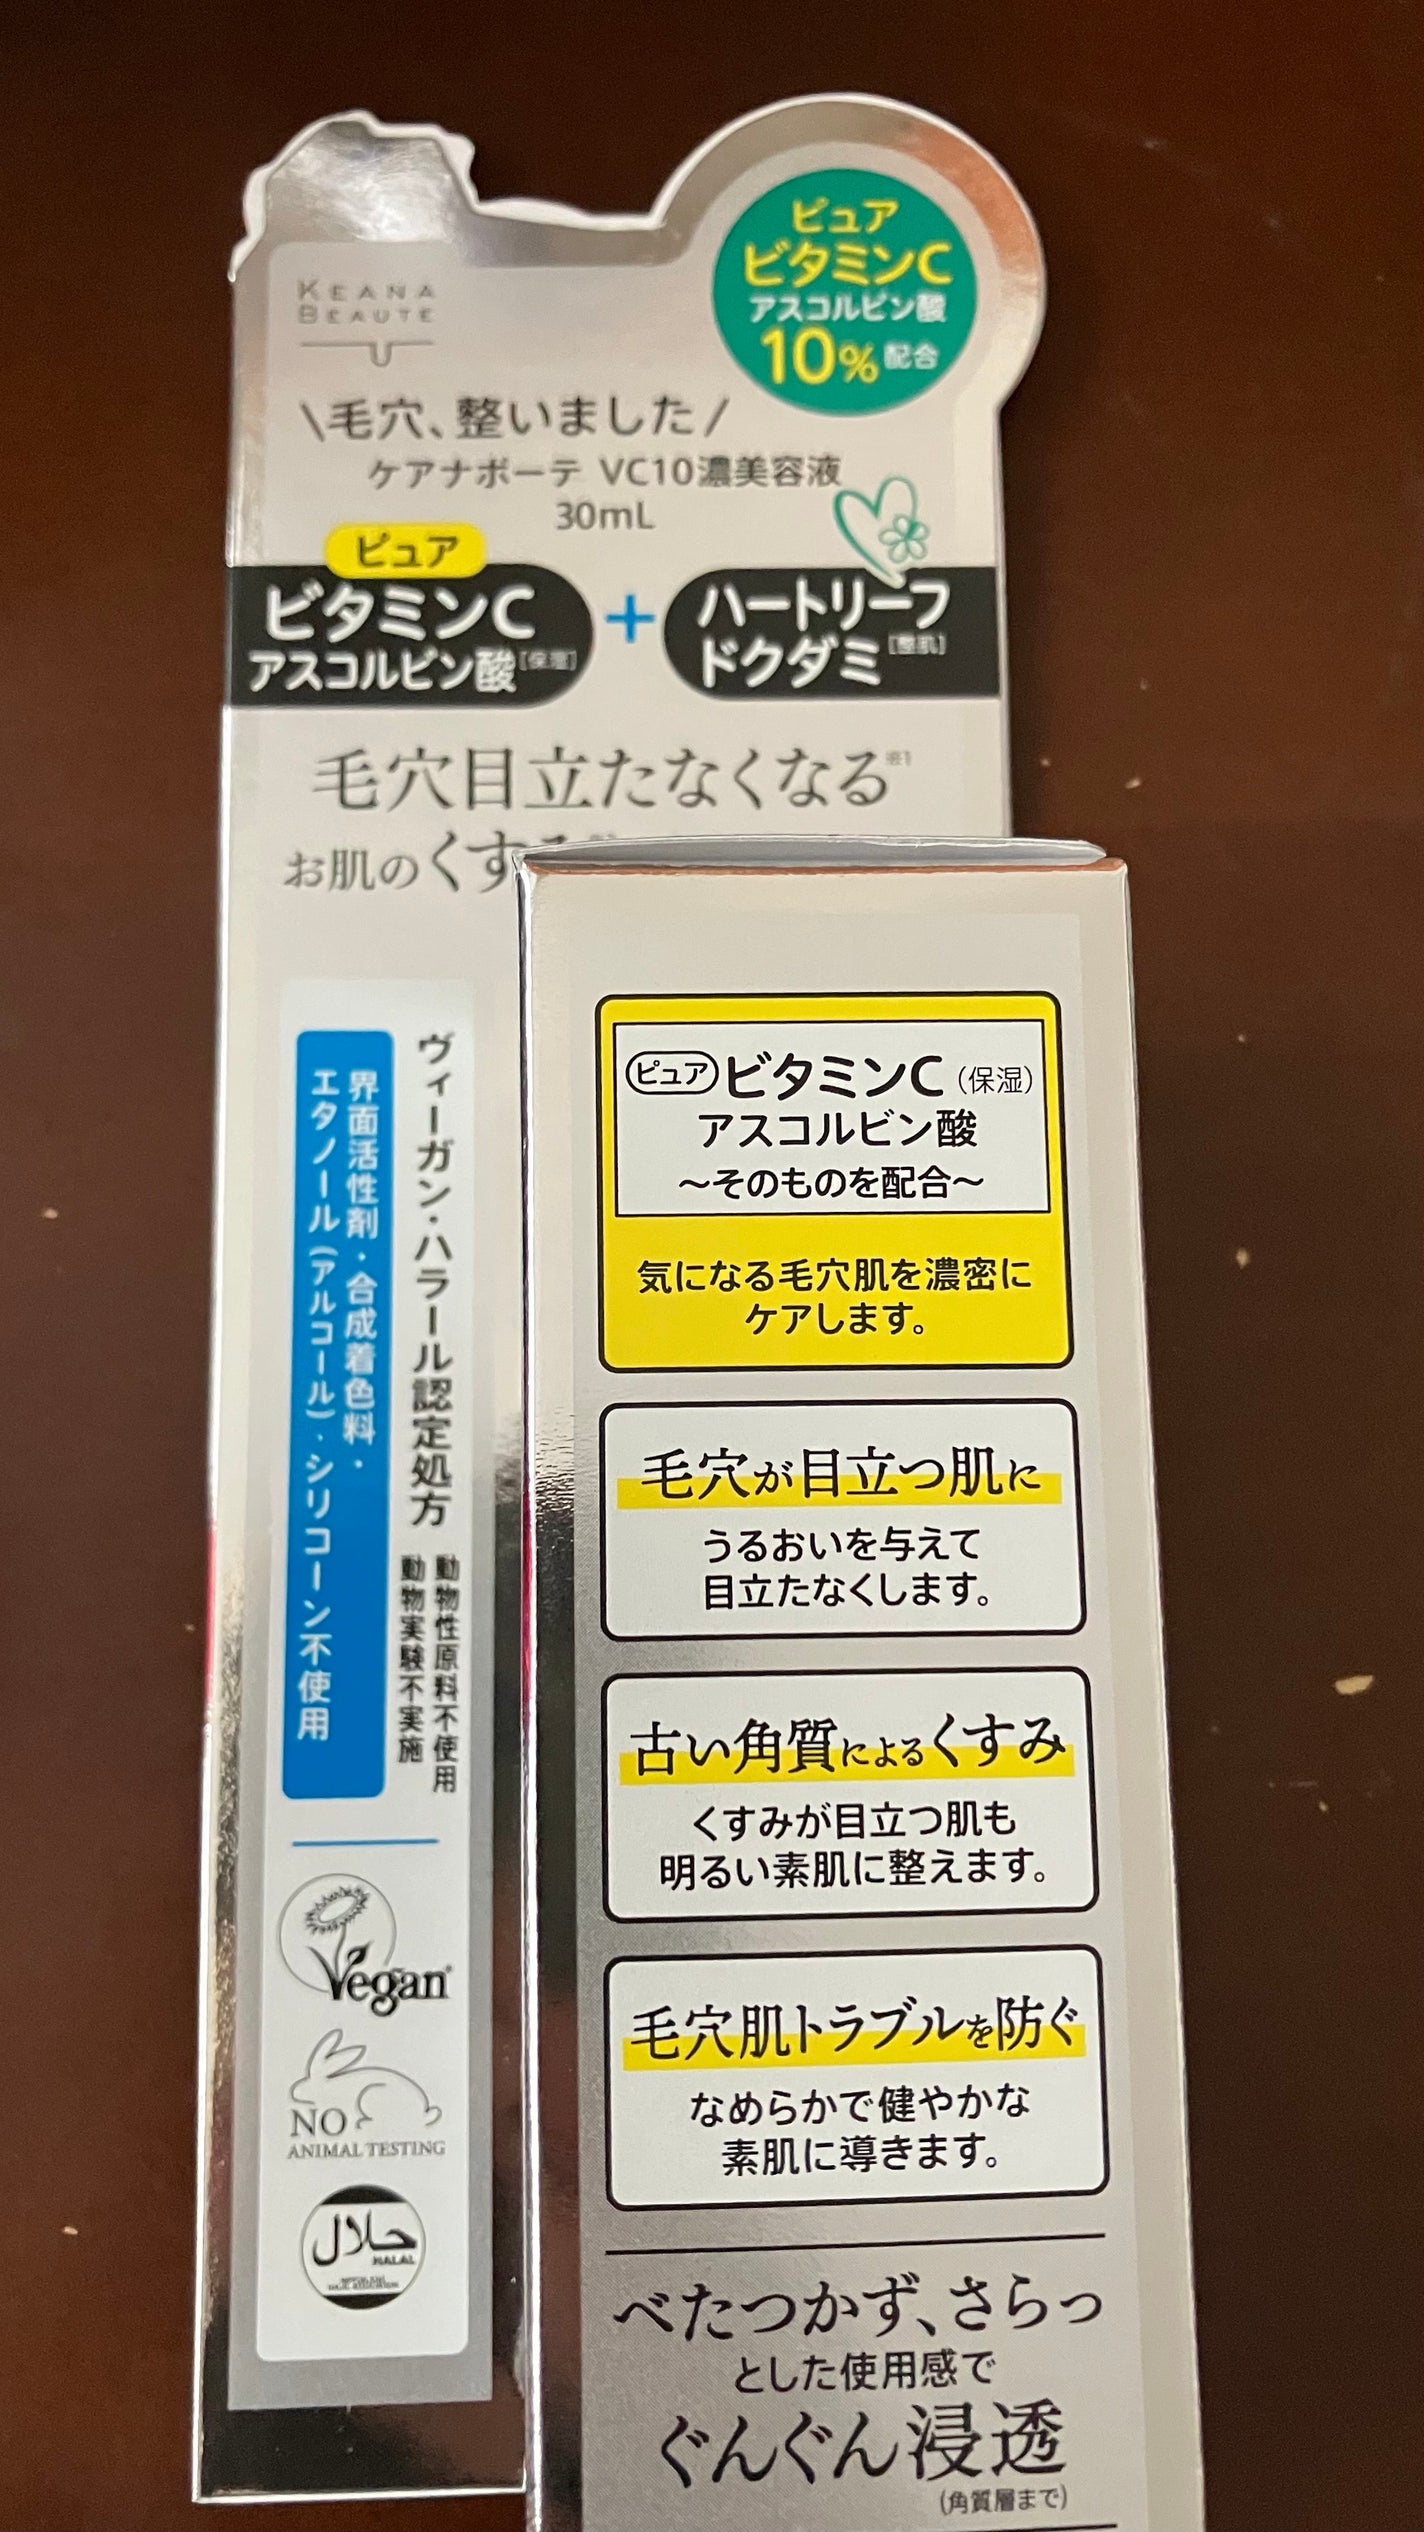 KEANA
BEAUTE
ピュア
ビタミンC
アスコルビン酸
10%配合
\毛穴、整いました/
ケアナボーテ VC10濃美容液
30mL
ピュア
ビタミンC
アスコルビン酸[保湿]
+
ハートリーフ
ドクダミ[整肌]
毛穴目立たなくなる※1
お肌のくす
ヴィーガン・ハラール認定処方
動物性原料不使用
動物実験不実施
界面活性剤・合成着色料・
エタノール(アルコール)・シリコーン不使用
Vegan
NO
ANIMAL TESTING
حلال
HALAL
ピュア ビタミンC(保湿)
アスコルビン酸
〜そのものを配合〜
気になる毛穴肌を濃密に
ケアします。
毛穴が目立つ肌に
うるおいを与えて
目立たなくします。
古い角質によるくすみ
くすみが目立つ肌も
明るい素肌に整えます。
毛穴肌トラブルを防ぐ
なめらかで健やかな
素肌に導きます。
べたつかず、さらっ
とした使用感で
ぐんぐん浸透
(角質層まで)